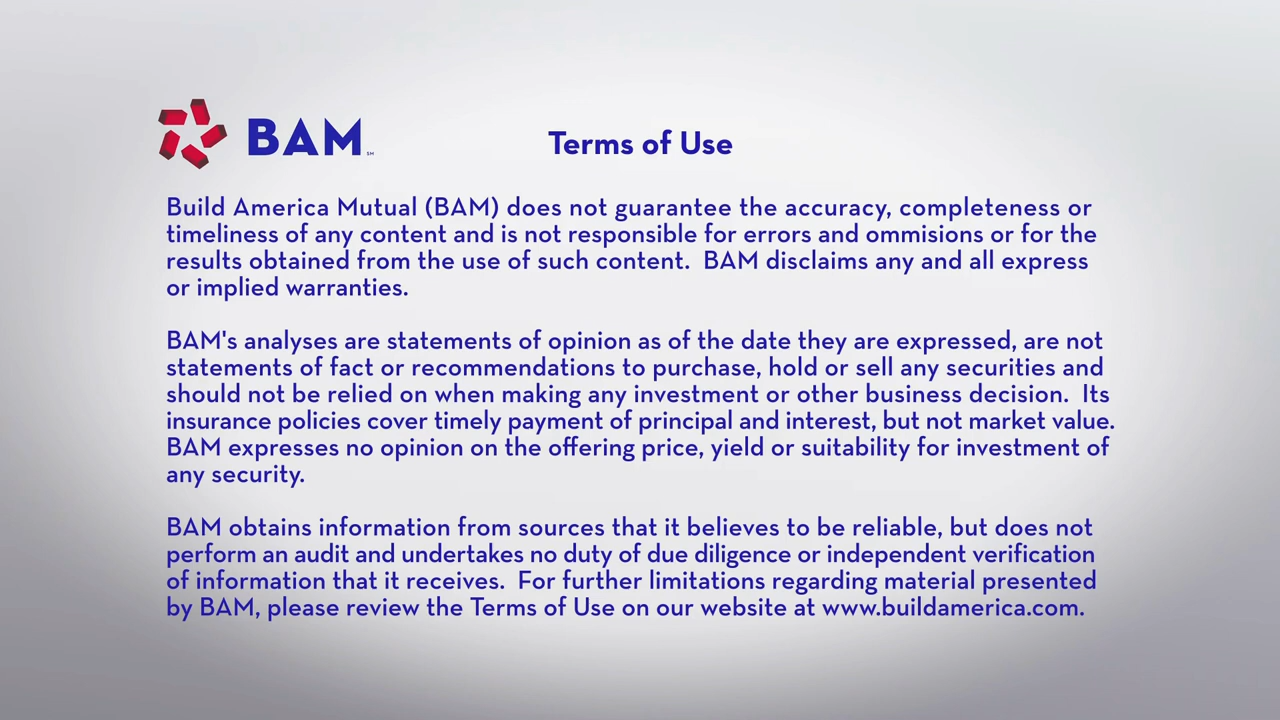 BAM℠
Terms of Use
Build America Mutual (BAM) does not guarantee the accuracy, completeness or
timeliness of any content and is not responsible for errors and ommisions or for the
results obtained from the use of such content.  BAM disclaims any and all express
or implied warranties.
BAM's analyses are statements of opinion as of the date they are expressed, are not
statements of fact or recommendations to purchase, hold or sell any securities and
should not be relied on when making any investment or other business decision.  Its
insurance policies cover timely payment of principal and interest, but not market value.
BAM expresses no opinion on the offering price, yield or suitability for investment of
any security.
BAM obtains information from sources that it believes to be reliable, but does not
perform an audit and undertakes no duty of due diligence or independent verification
of information that it receives.  For further limitations regarding material presented
by BAM, please review the Terms of Use on our website at www.buildamerica.com.